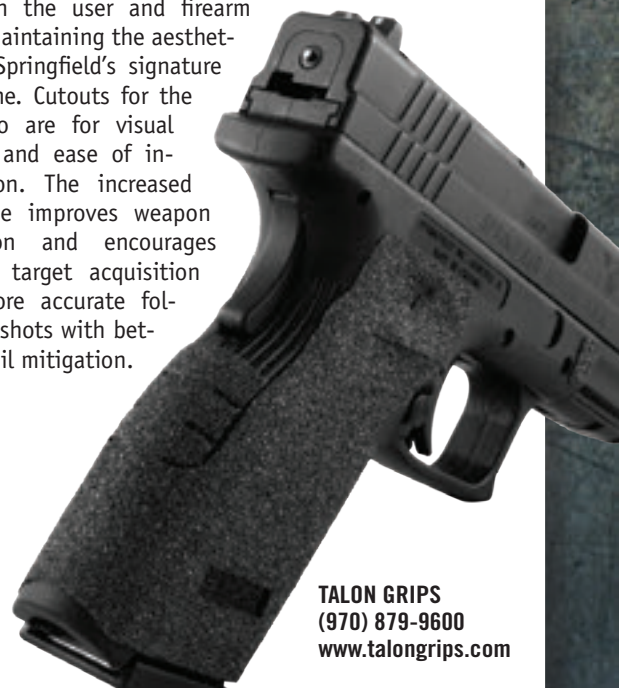 the user and firearm
aintaining the aesthet-
Springfield's signature
ne. Cutouts for the
o are for visual
and ease of in-
on. The increased
e improves weapon
on and encourages
target acquisition
ore accurate fol-
shots with bet-
il mitigation.
TALON GRIPS
(970) 879-9600
www.talongrips.com